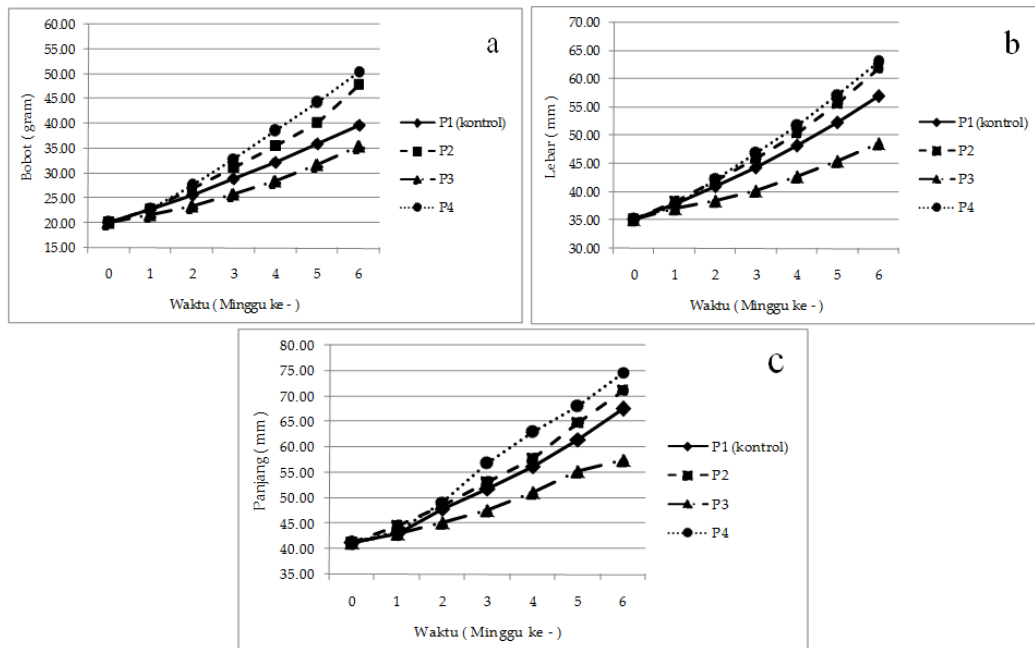 a
60.00
55.00
50.00
45.00
40.00
35.00
30.00
25.00
20.00
15.00
Bobot ( gram)
0 1 2 3 4 5 6
Waktu ( Minggu ke - )
P1 (kontrol)
P2
P3
P4
b
70.00
65.00
60.00
55.00
50.00
45.00
40.00
35.00
30.00
Lebar ( mm )
0 1 2 3 4 5 6
Waktu ( Minggu ke - )
P1 (kontrol)
P2
P3
P4
c
80.00
75.00
70.00
65.00
60.00
55.00
50.00
45.00
40.00
35.00
Panjang ( mm )
0 1 2 3 4 5 6
Waktu ( Minggu ke - )
P1 (kontrol)
P2
P3
P4